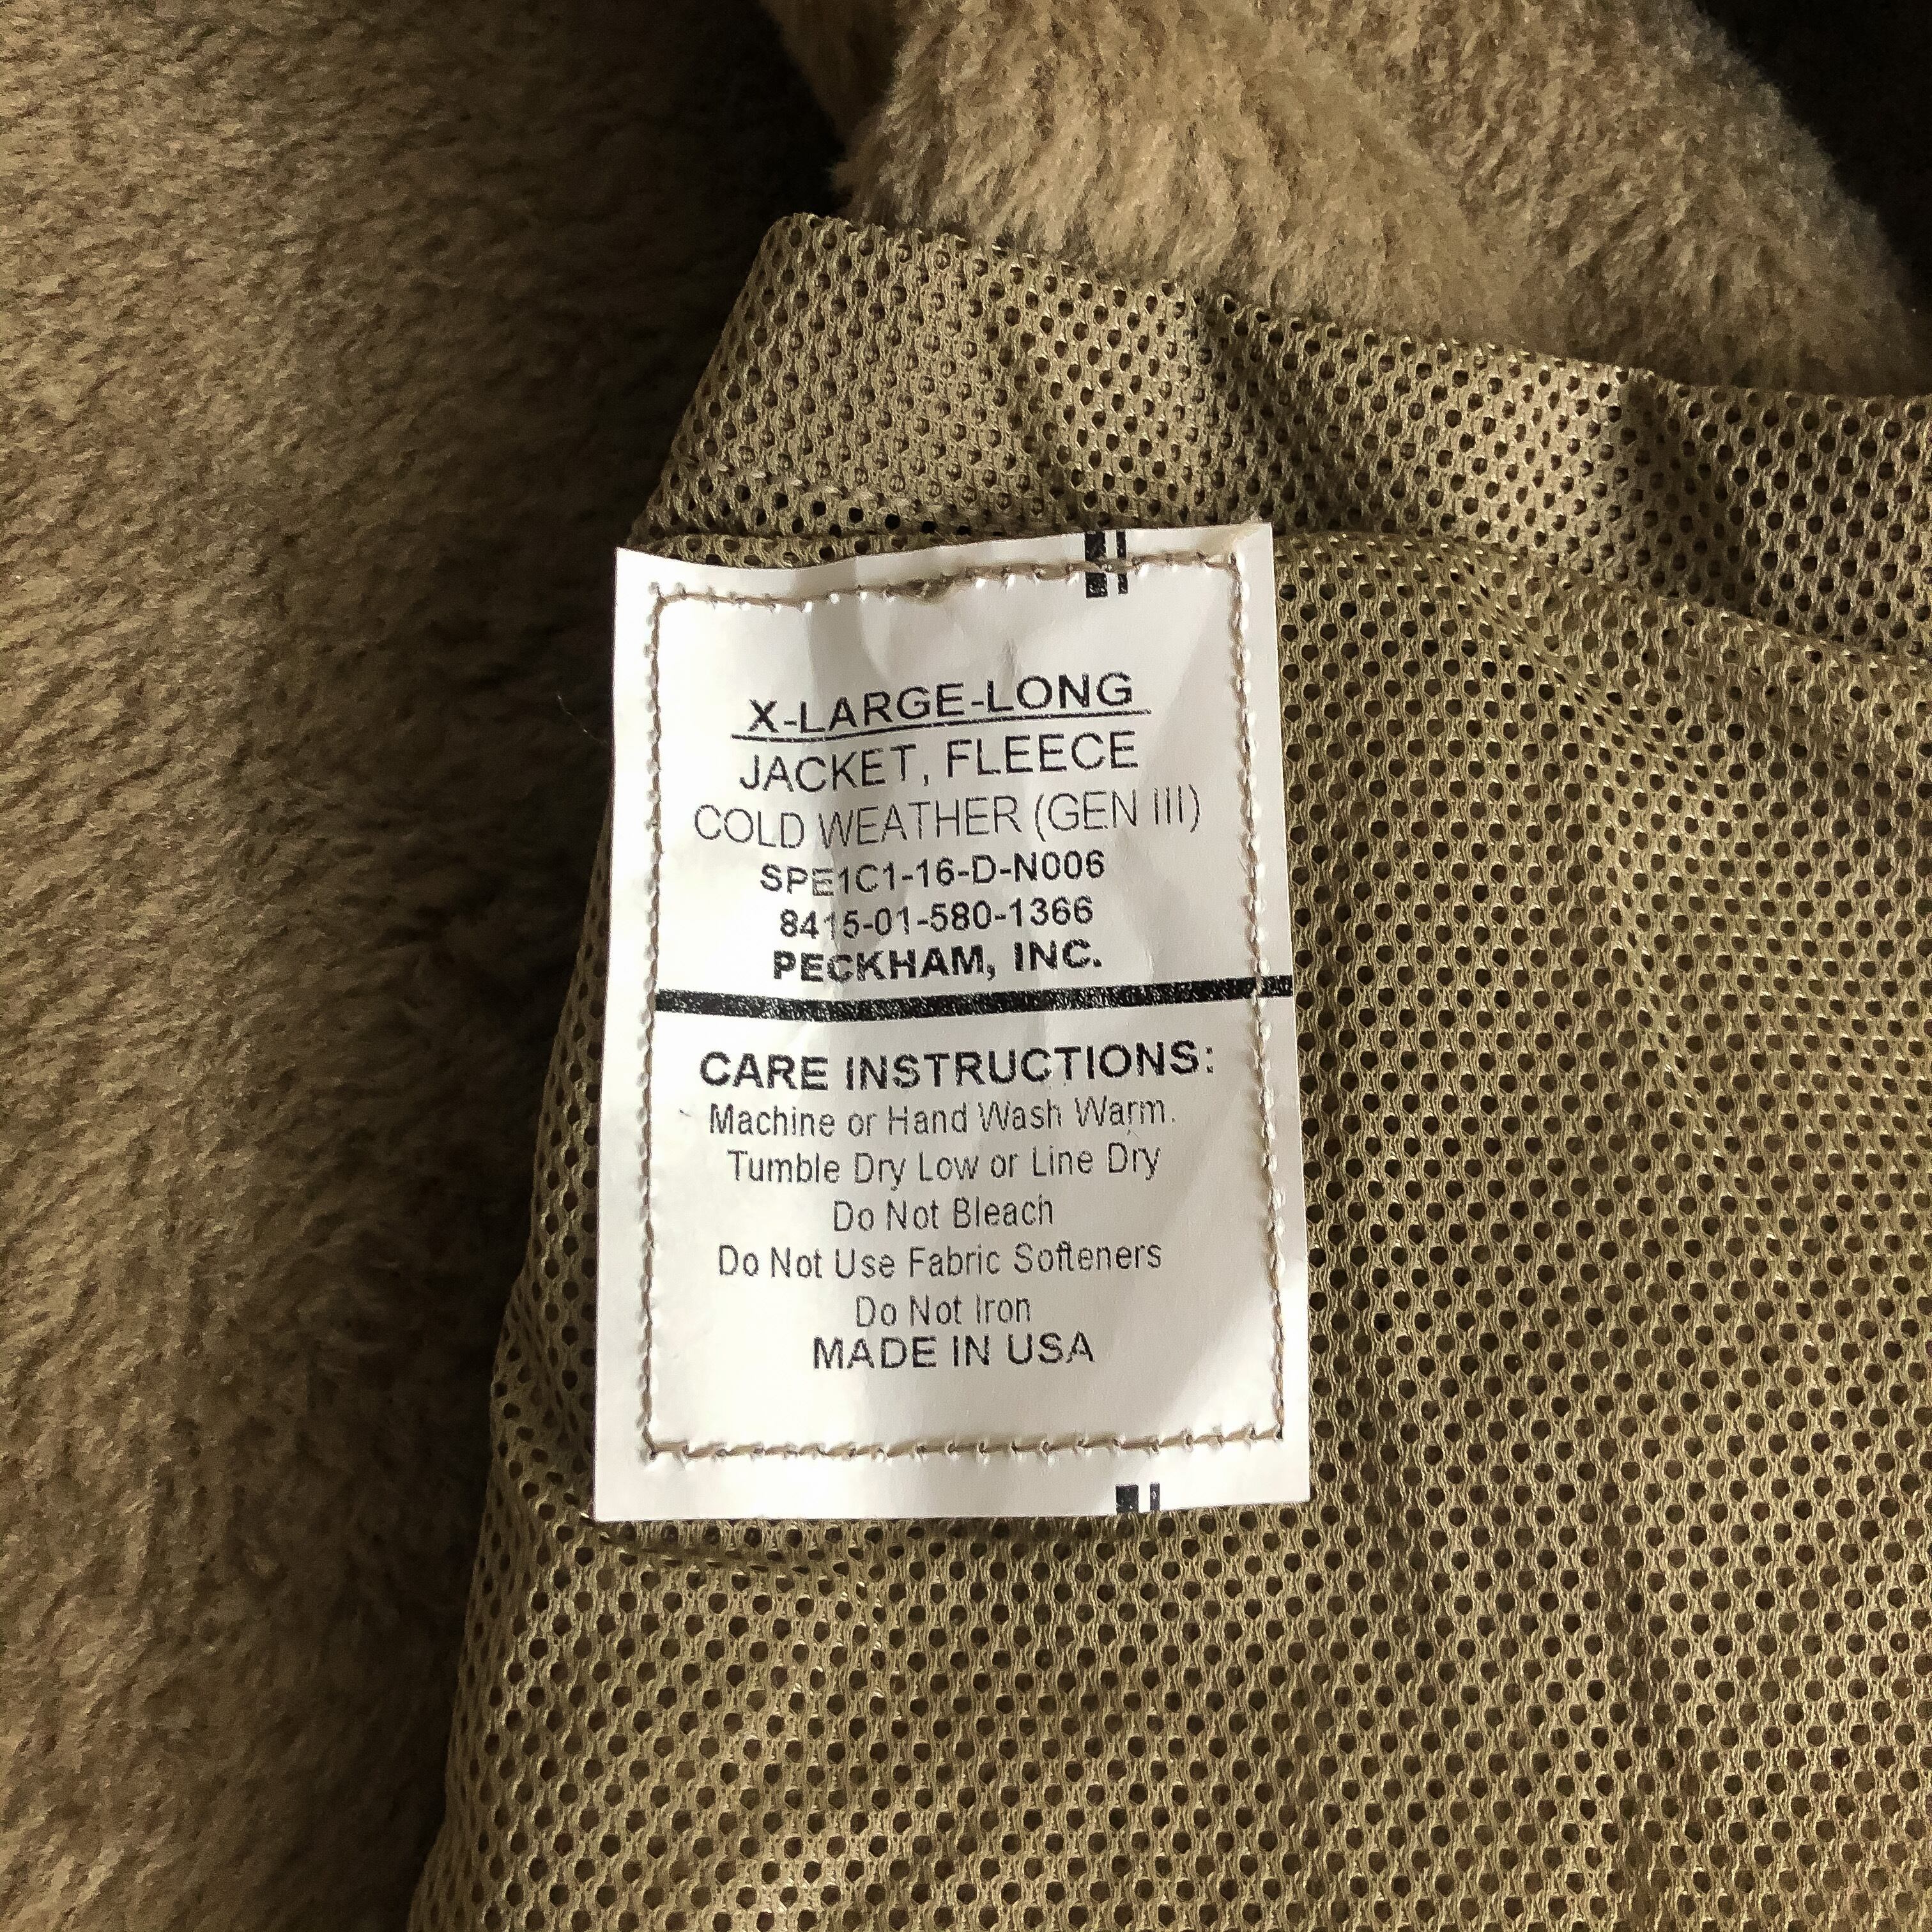 X-LARGE-LONG
JACKET, FLEECE
COLD WEATHER (GEN III)
SPE1C1-16-D-N006
8415-01-580-1366
PECKHAM, INC.
CARE INSTRUCTIONS:
Machine or Hand Wash Warm.
Tumble Dry Low or Line Dry
Do Not Bleach
Do Not Use Fabric Softeners
Do Not Iron
MADE IN USA